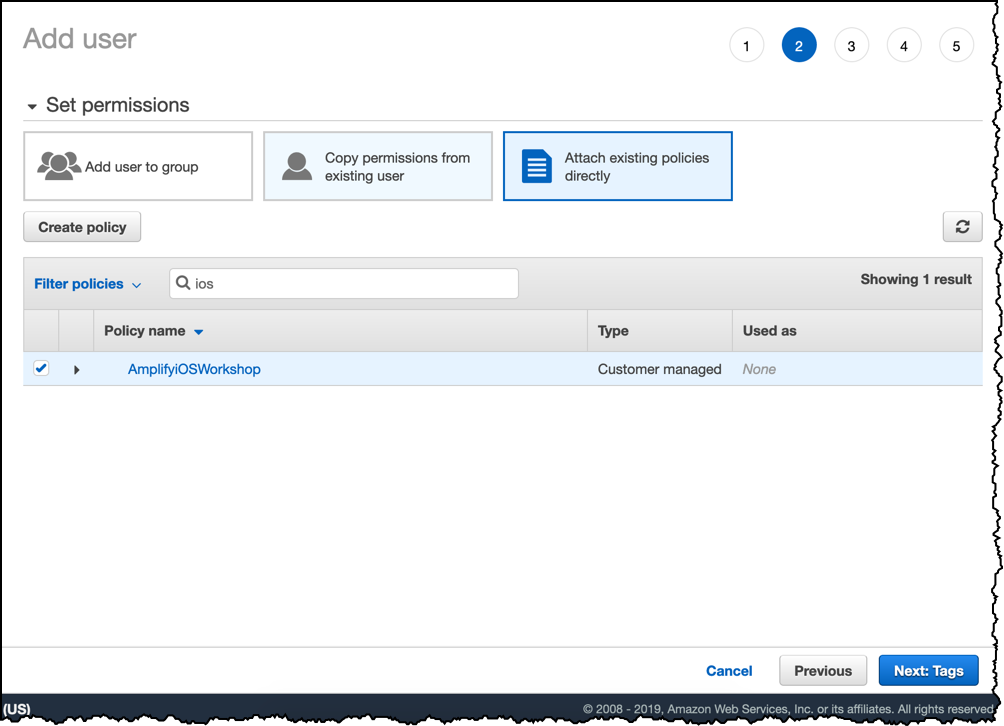 Add user
1 2 3 4 5
Set permissions
Add user to group
Copy permissions from
existing user
Attach existing policies
directly
Create policy
Filter policies
ios
Showing 1 result
Policy name Type Used as
AmplifyiOSWorkshop Customer managed None
Cancel Previous Next: Tags
(US) © 2008 - 2019, Amazon Web Services, Inc. or its affiliates. All rights reserved